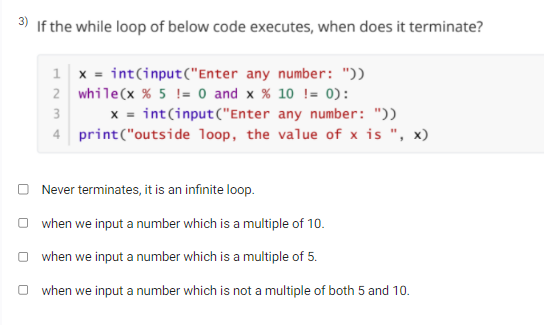 3) If the while loop of below code executes, when does it terminate?
1 x = int(input("Enter any number: "))
2 while(x % 5 != 0 and x % 10 != 0):
3 x = int(input("Enter any number: "))
4 print("outside loop, the value of x is ", x)
Never terminates, it is an infinite loop.
when we input a number which is a multiple of 10.
when we input a number which is a multiple of 5.
when we input a number which is not a multiple of both 5 and 10.